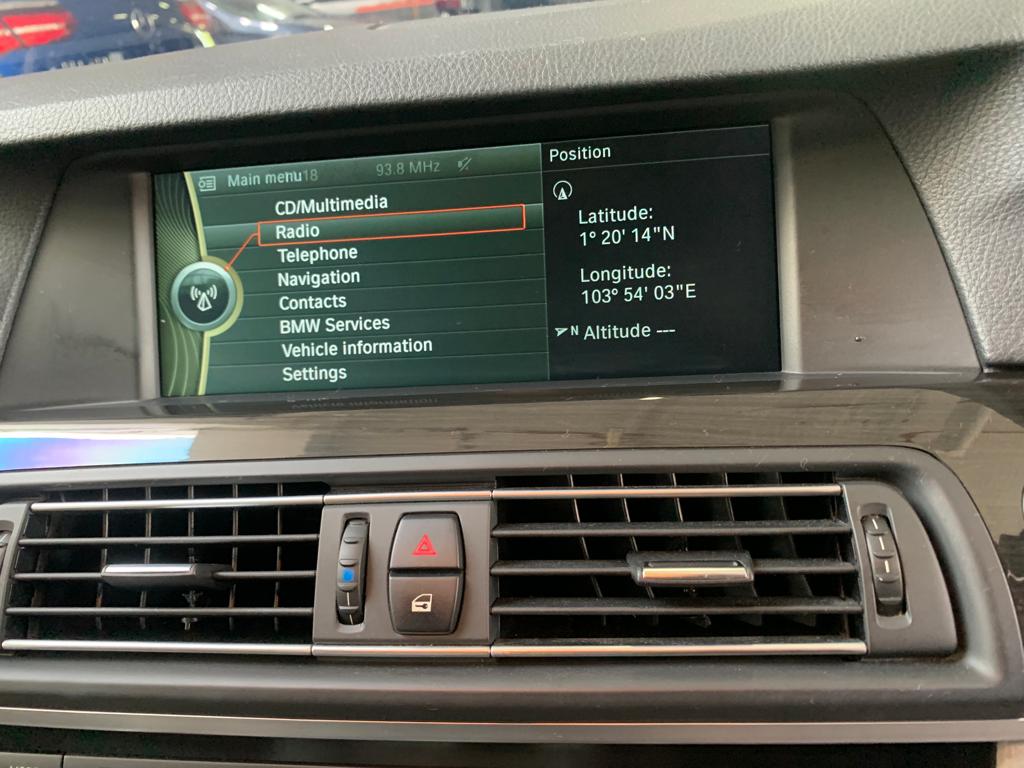 Main menu
93.8 MHz
CD/Multimedia
Radio
Telephone
Navigation
Contacts
BMW Services
Vehicle information
Settings
Position
Latitude:
1° 20' 14"N
Longitude:
103° 54' 03"E
N Altitude ---